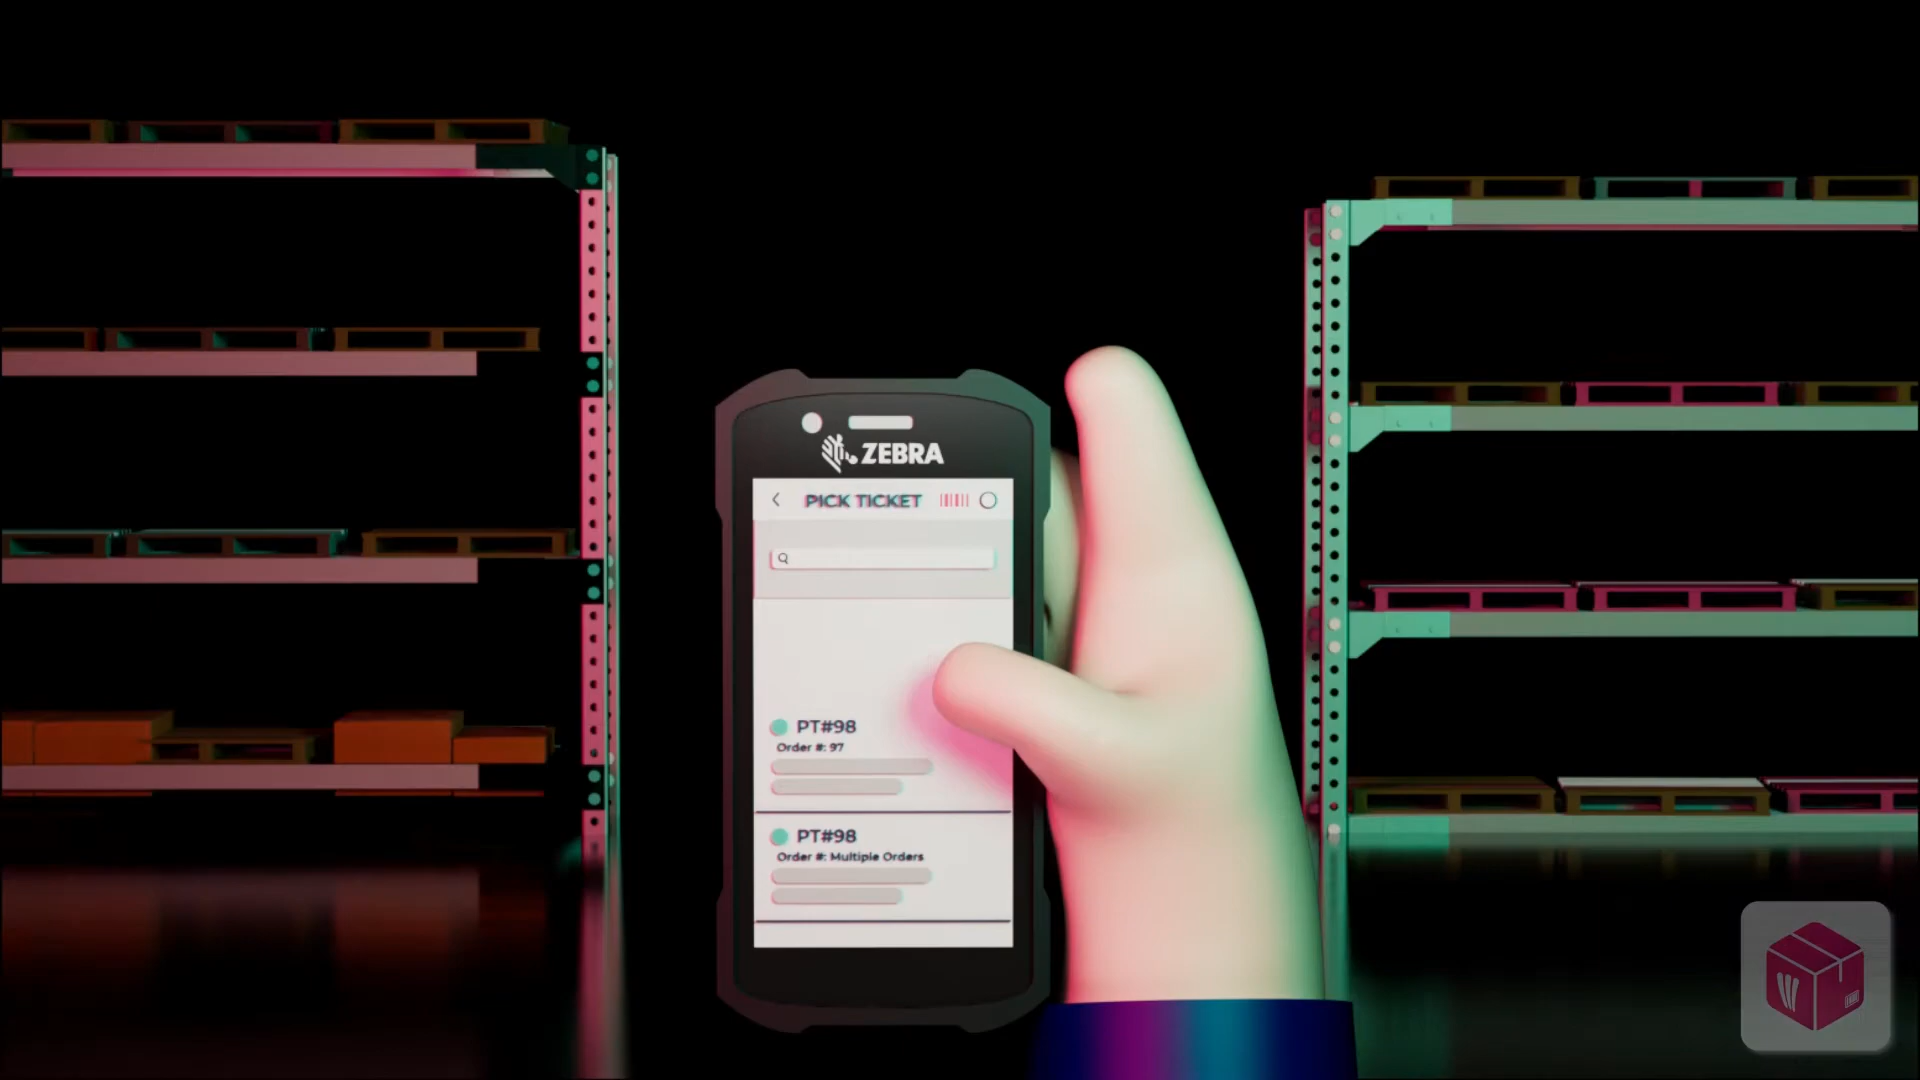 ZEBRA
PICK TICKET
PT#98
Order #: 97
PT#98
Order #: Multiple Orders